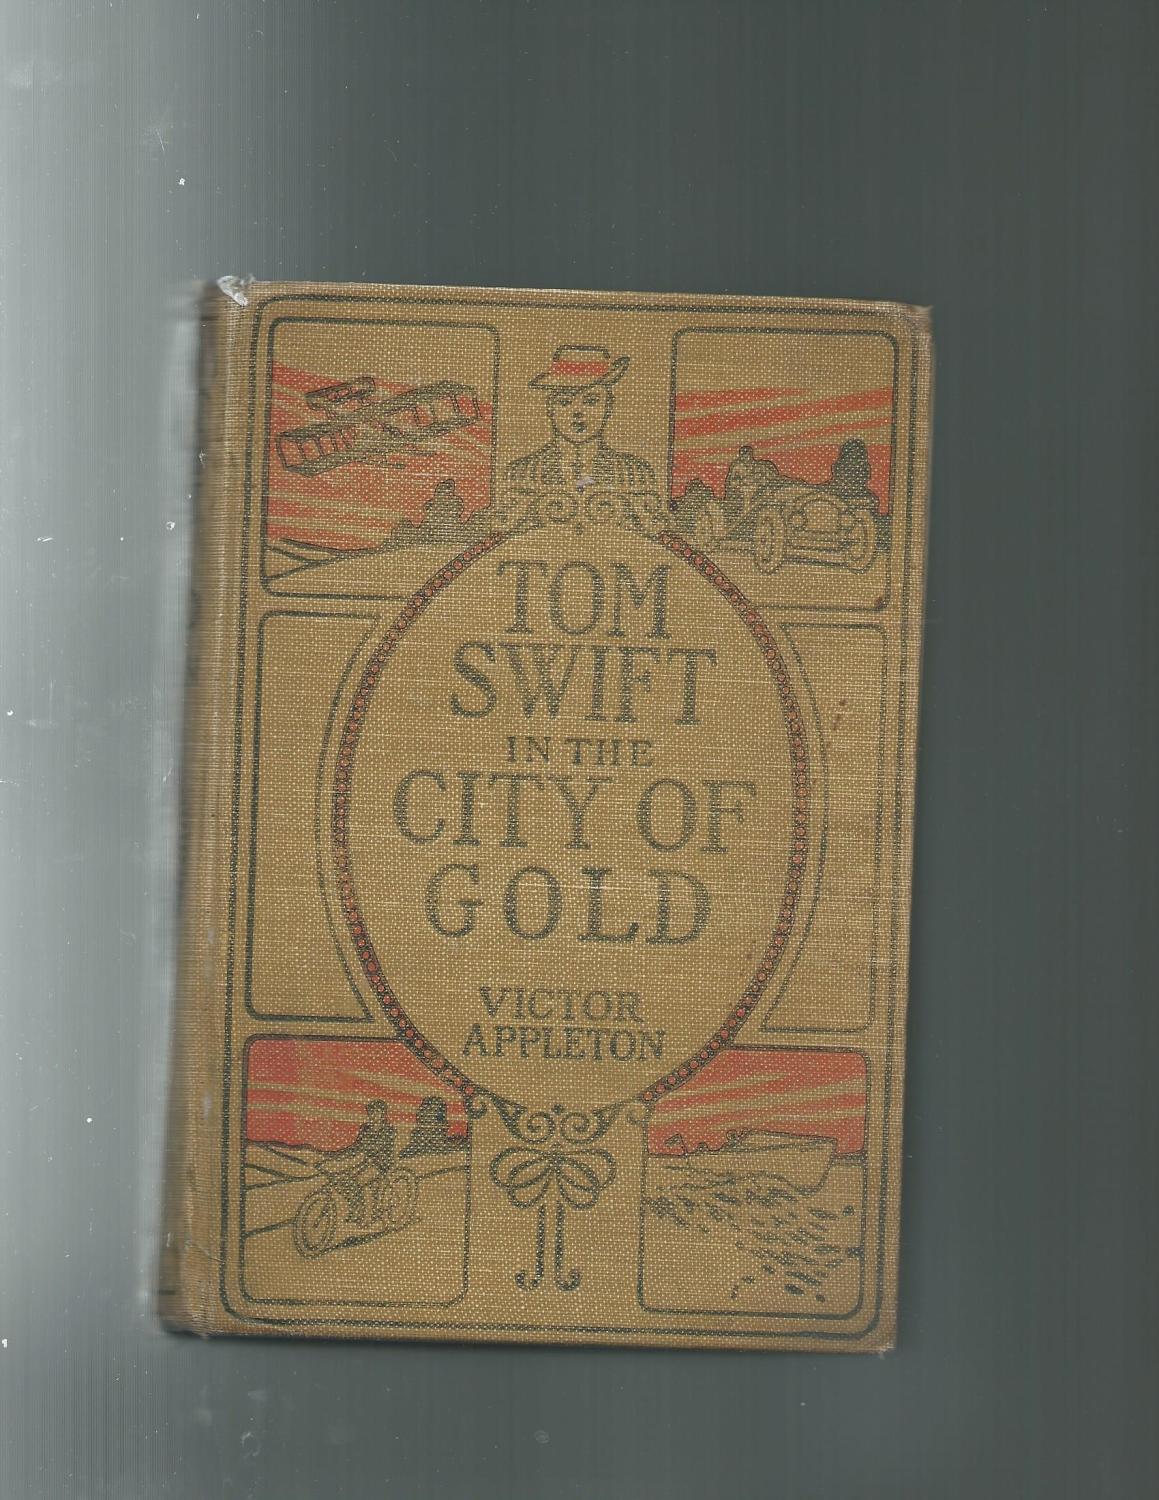 TOM
SWIFT
IN THE
CITY OF
GOLD
VICTOR
APPLETON